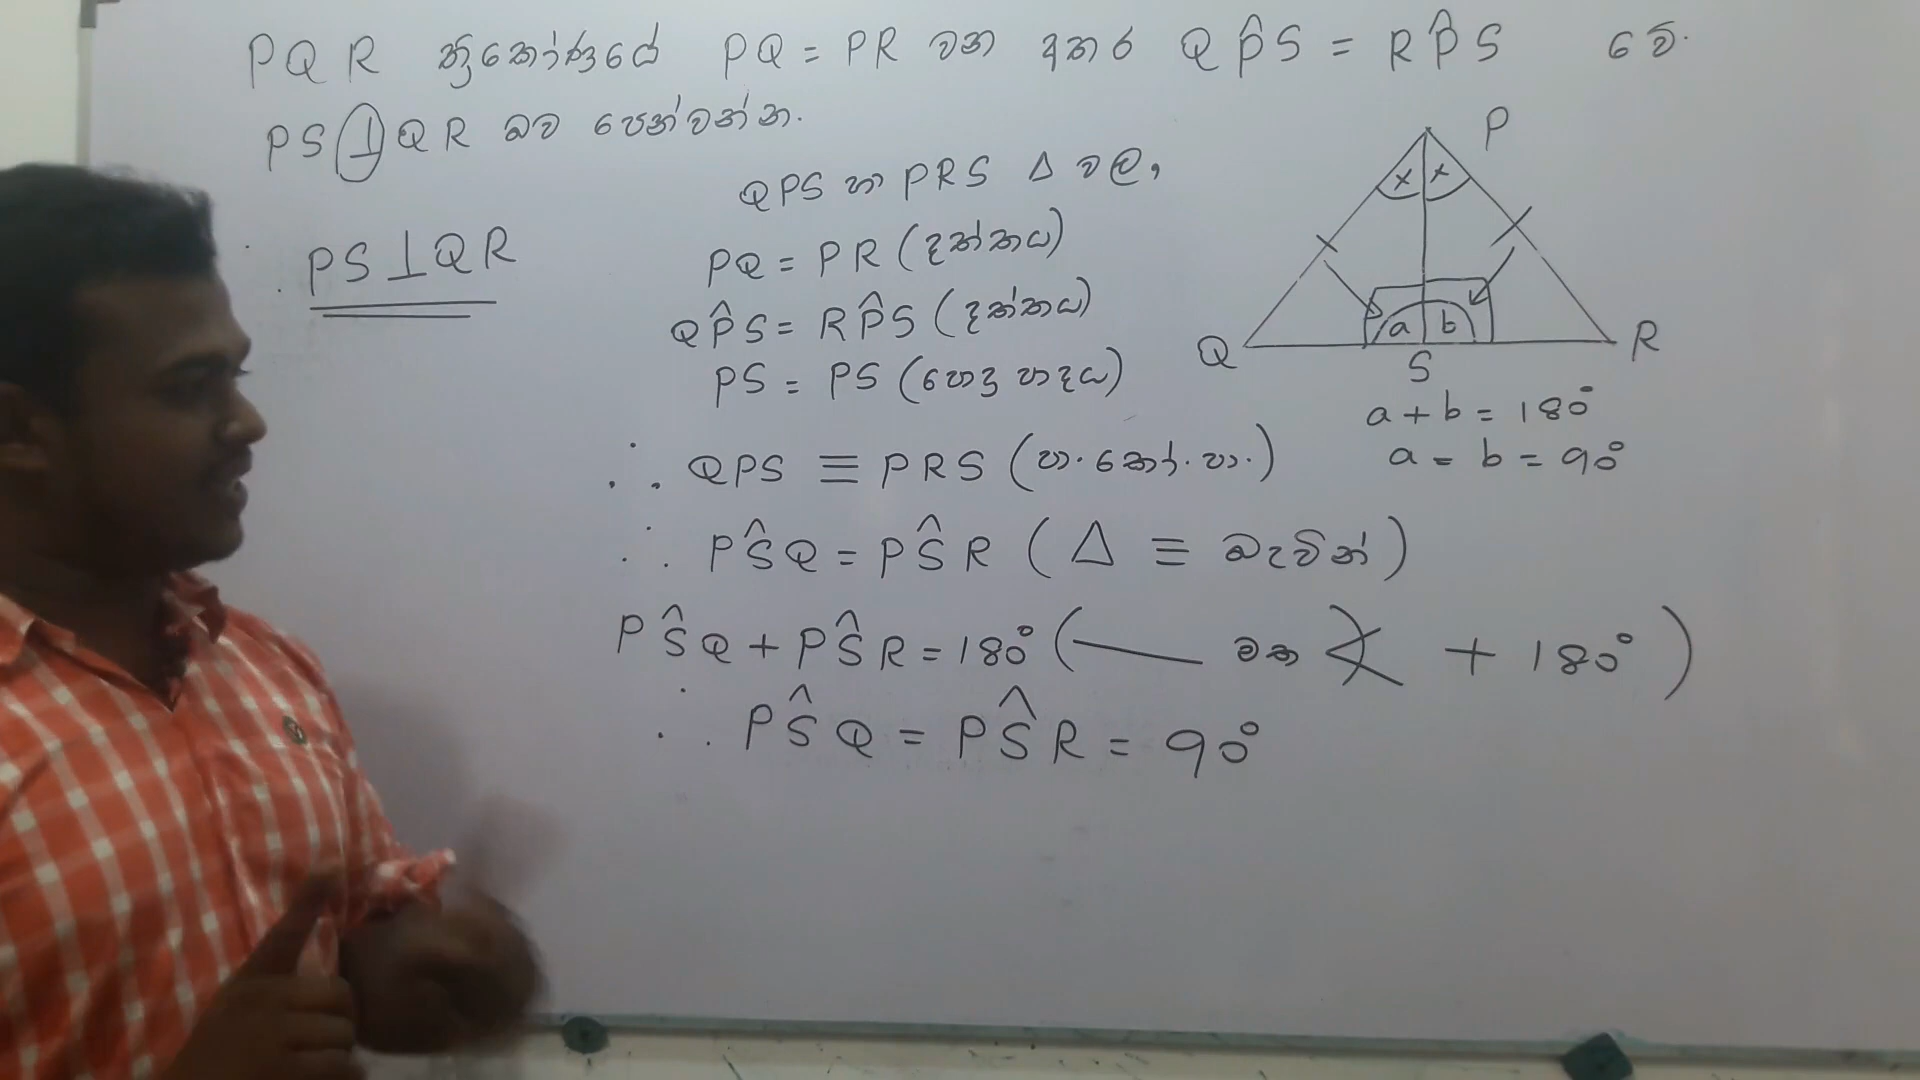 PQR ත්‍රිකෝණයේ PQ = PR වන අතර QP̂S = RP̂S වේ.
PS ⊥ QR බව පෙන්වන්න.
QPS හා PRS Δ වල,
PQ = PR (දත්තය)
QP̂S = RP̂S (දත්තය)
PS = PS (පොදු පාදය)
∴ QPS ≡ PRS (පා.කෝ.පා.)
∴ PŜQ = PŜR (Δ ≡ බැවින්)
PŜQ + PŜR = 180° (— මත ∠ + 180°)
∴ PŜQ = PŜR = 90°
∴ PS ⊥ QR
P
x x
a b
Q S R
a + b = 180°
a = b = 90°